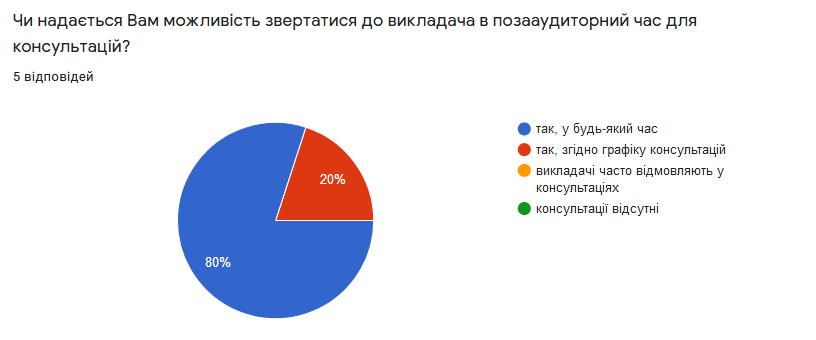 Чи надається Вам можливість звертатися до викладача в позааудиторний час для
консультацій?
5 відповідей
так, у будь-який час
так, згідно графіку консультацій
викладачі часто відмовляють у
консультаціях
консультації відсутні
20%
80%